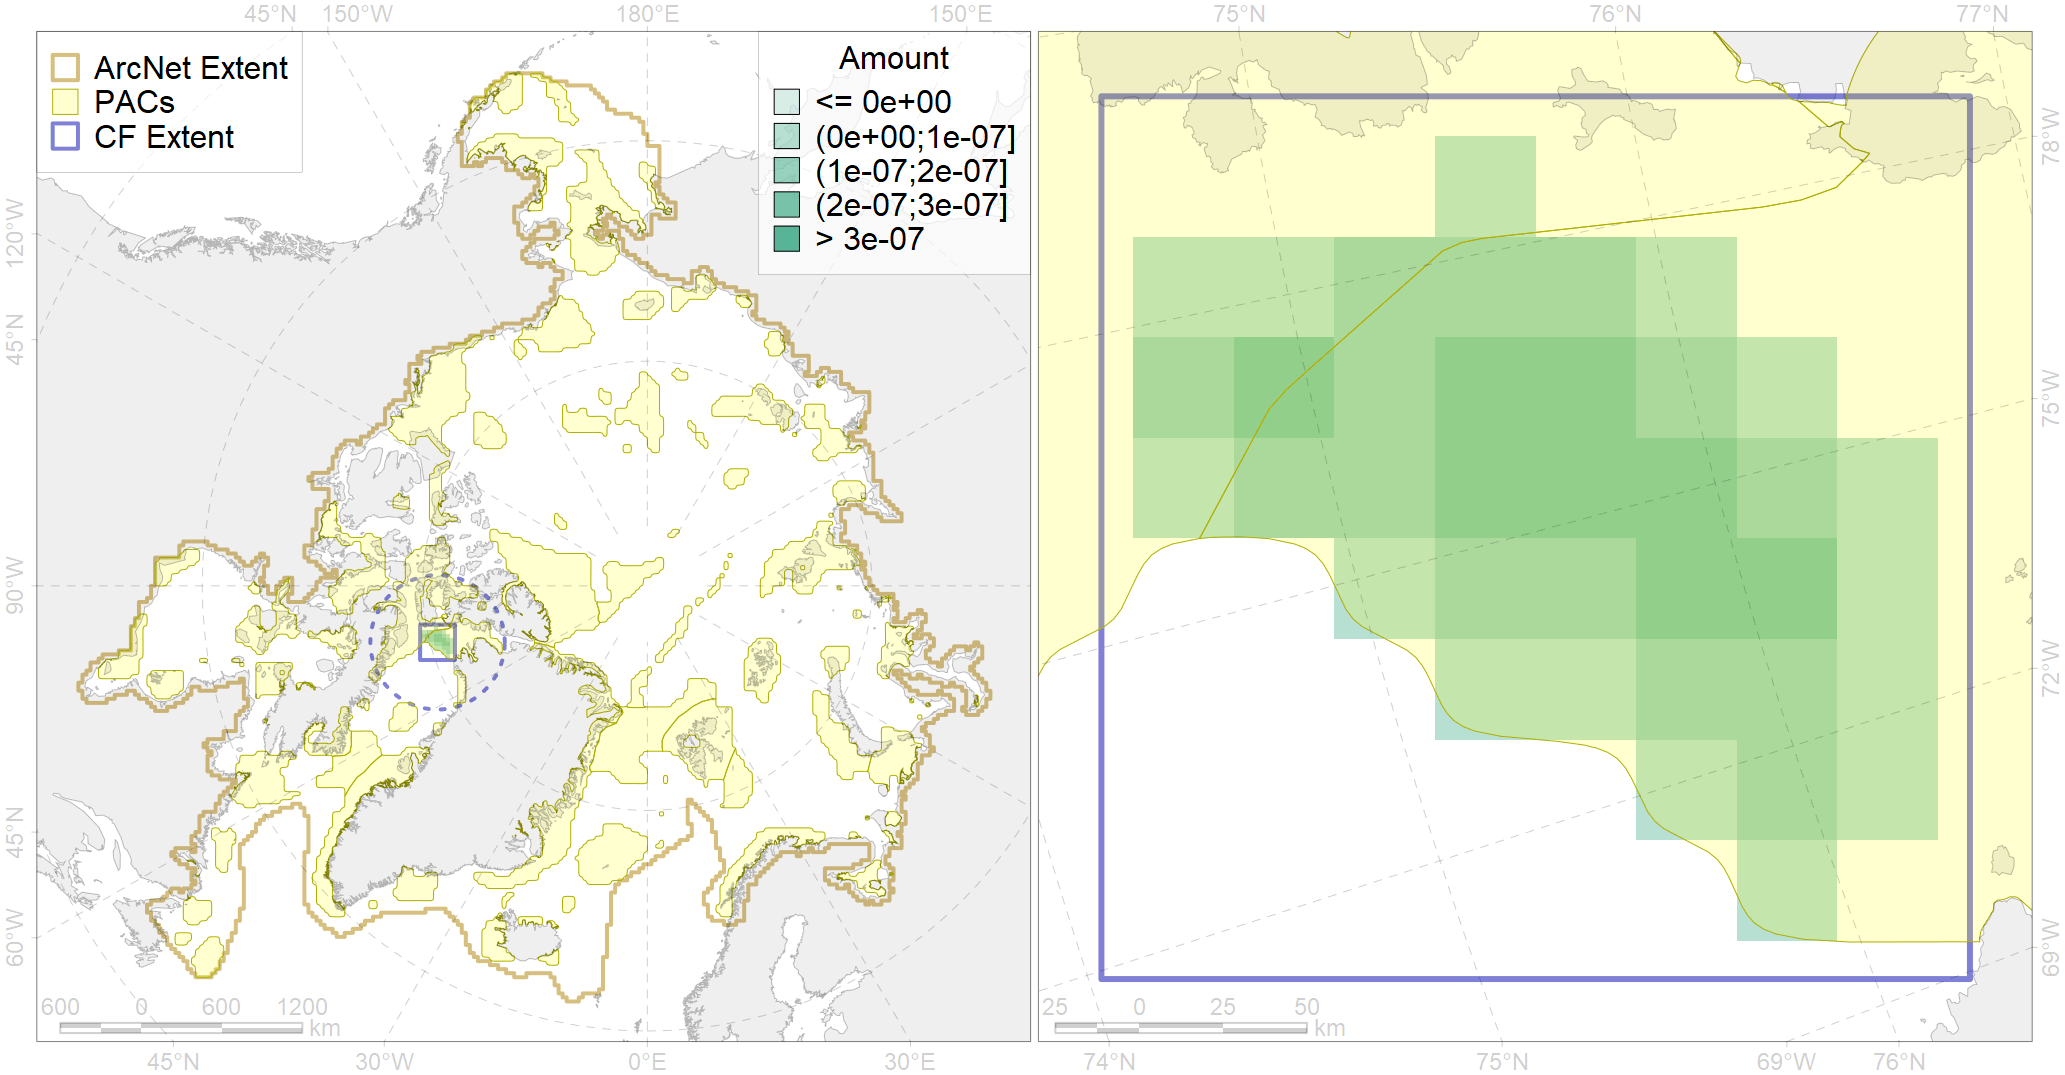 45°N 150°W 180°E 150°E 75°N 76°N 77°N
ArcNet Extent
PACs
CF Extent
Amount
<= 0e+00
(0e+00;1e-07]
(1e-07;2e-07]
(2e-07;3e-07]
> 3e-07
120°W
45°N
90°W
45°N
60°W
78°W
75°W
72°W
69°W
600 0 600 1200
km
25 0 25 50
km
45°N 30°W 0°E 30°E 74°N 75°N 69°W 76°N